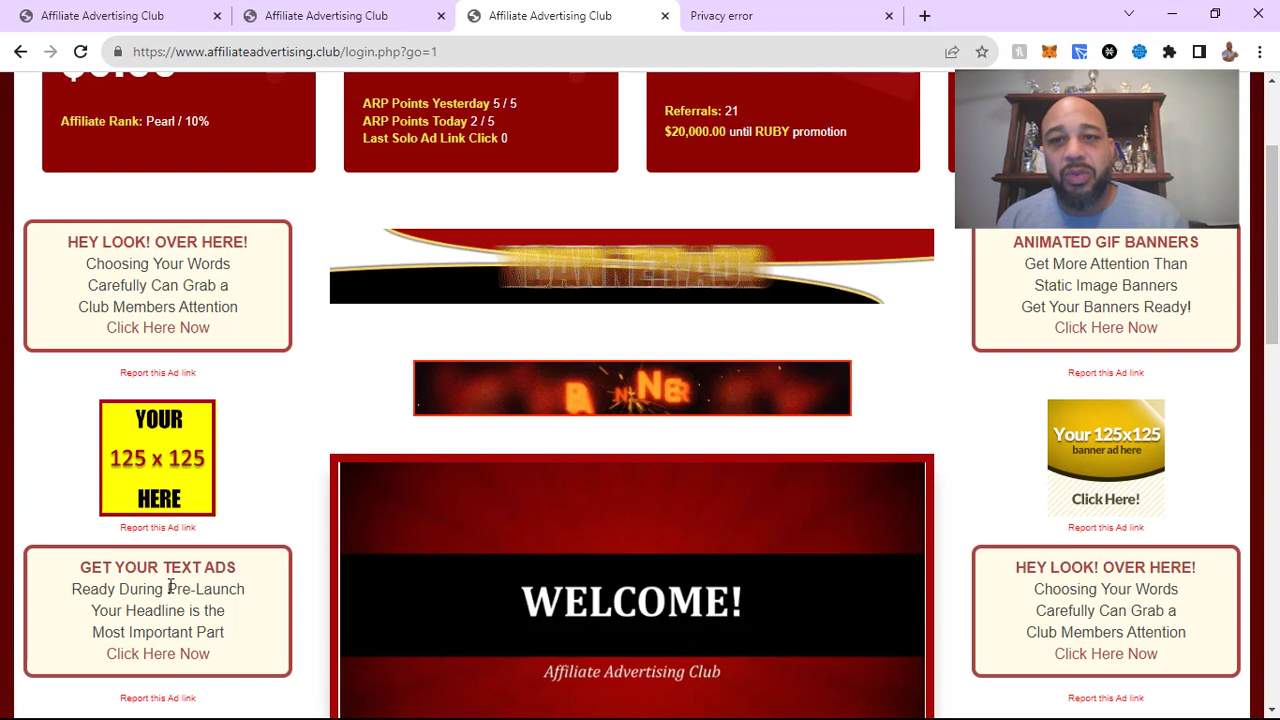 Affiliate Advertising Club
Affiliate Advertising Club
Affiliate Advertising Club
Privacy error
https://www.affiliateadvertising.club/login.php?go=1
Affiliate Rank: Pearl / 10%
ARP Points Yesterday 5 / 5
ARP Points Today 2 / 5
Last Solo Ad Link Click 0
Referrals: 21
$20,000.00 until RUBY promotion
HEY LOOK! OVER HERE!
Choosing Your Words
Carefully Can Grab a
Club Members Attention
Click Here Now
Report this Ad link
YOUR
125 x 125
HERE
Report this Ad link
GET YOUR TEXT ADS
Ready During Pre-Launch
Your Headline is the
Most Important Part
Click Here Now
Report this Ad link
WELCOME!
Affiliate Advertising Club
ANIMATED GIF BANNERS
Get More Attention Than
Static Image Banners
Get Your Banners Ready!
Click Here Now
Report this Ad link
Your 125x125
banner ad here
Click Here!
Report this Ad link
HEY LOOK! OVER HERE!
Choosing Your Words
Carefully Can Grab a
Club Members Attention
Click Here Now
Report this Ad link